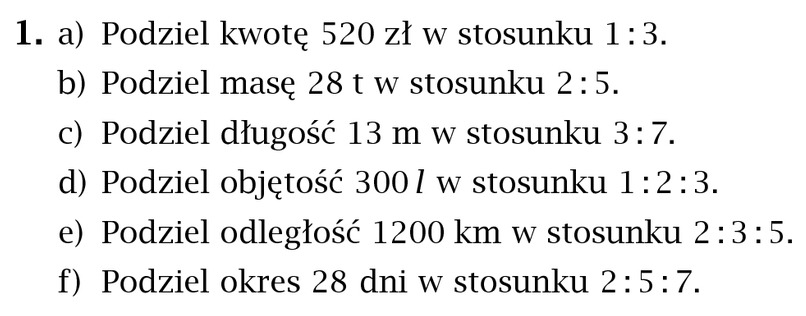 1. a) Podziel kwotę 520 zł w stosunku 1 : 3.
b) Podziel masę 28 t w stosunku 2 : 5.
c) Podziel długość 13 m w stosunku 3 : 7.
d) Podziel objętość 300 l w stosunku 1 : 2 : 3.
e) Podziel odległość 1200 km w stosunku 2 : 3 : 5.
f) Podziel okres 28 dni w stosunku 2 : 5 : 7.